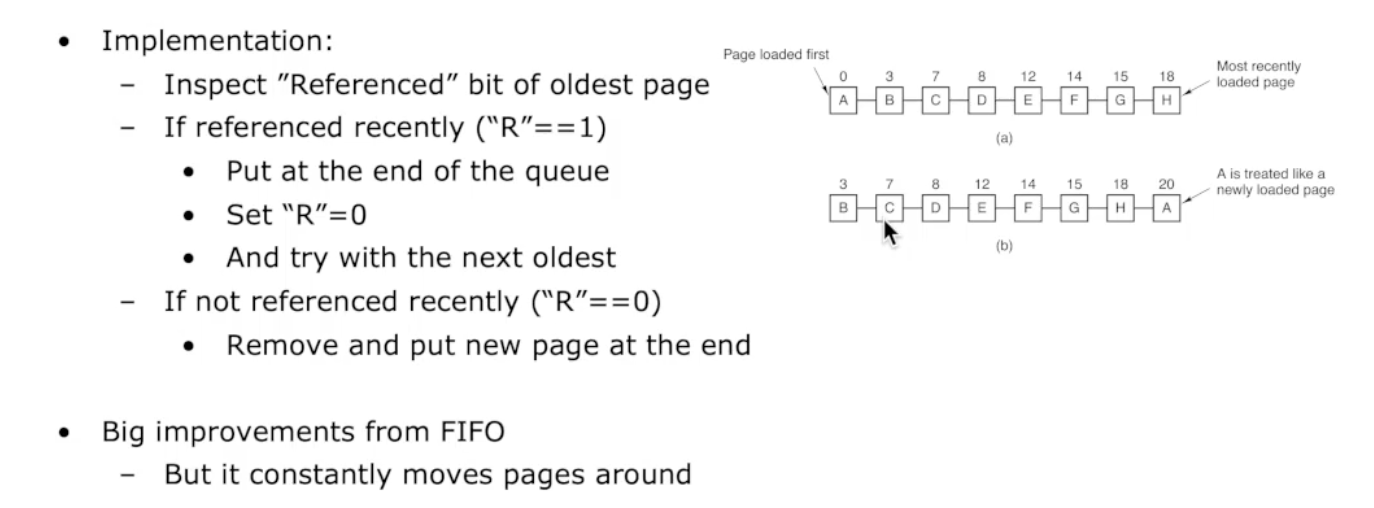 • Implementation:
– Inspect ”Referenced” bit of oldest page
– If referenced recently (“R”==1)
• Put at the end of the queue
• Set “R”=0
• And try with the next oldest
– If not referenced recently (“R”==0)
• Remove and put new page at the end
• Big improvements from FIFO
– But it constantly moves pages around
Page loaded first
0 3 7 8 12 14 15 18
A B C D E F G H
Most recently
loaded page
(a)
3 7 8 12 14 15 18 20
B C D E F G H A
A is treated like a
newly loaded page
(b)